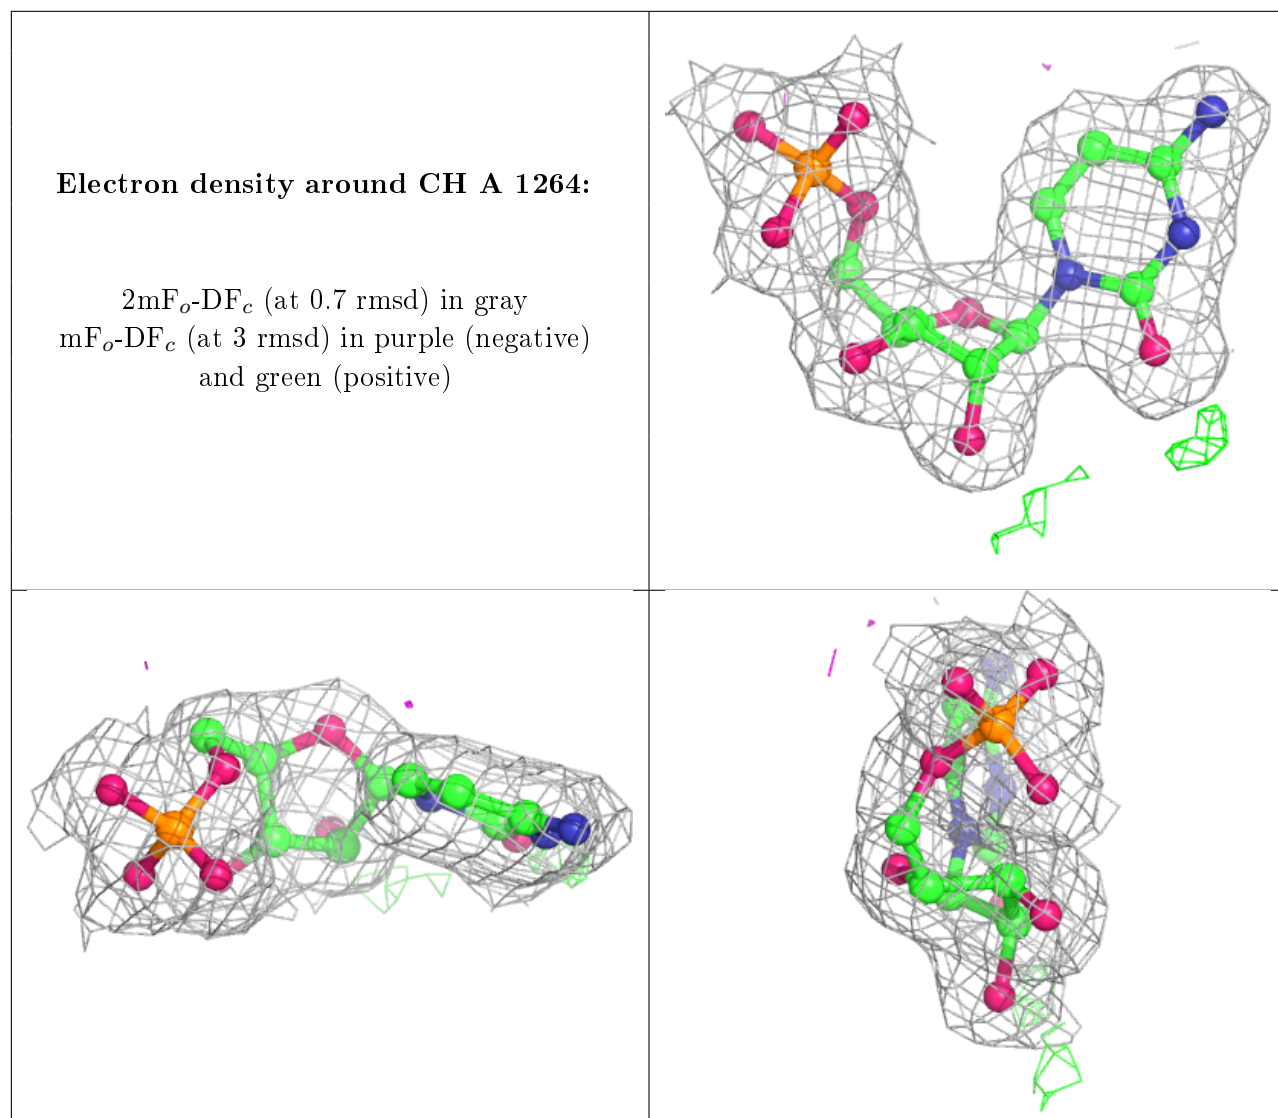 Electron density around CH A 1264:
2mFo-DFc (at 0.7 rmsd) in gray
mFo-DFc (at 3 rmsd) in purple (negative)
and green (positive)